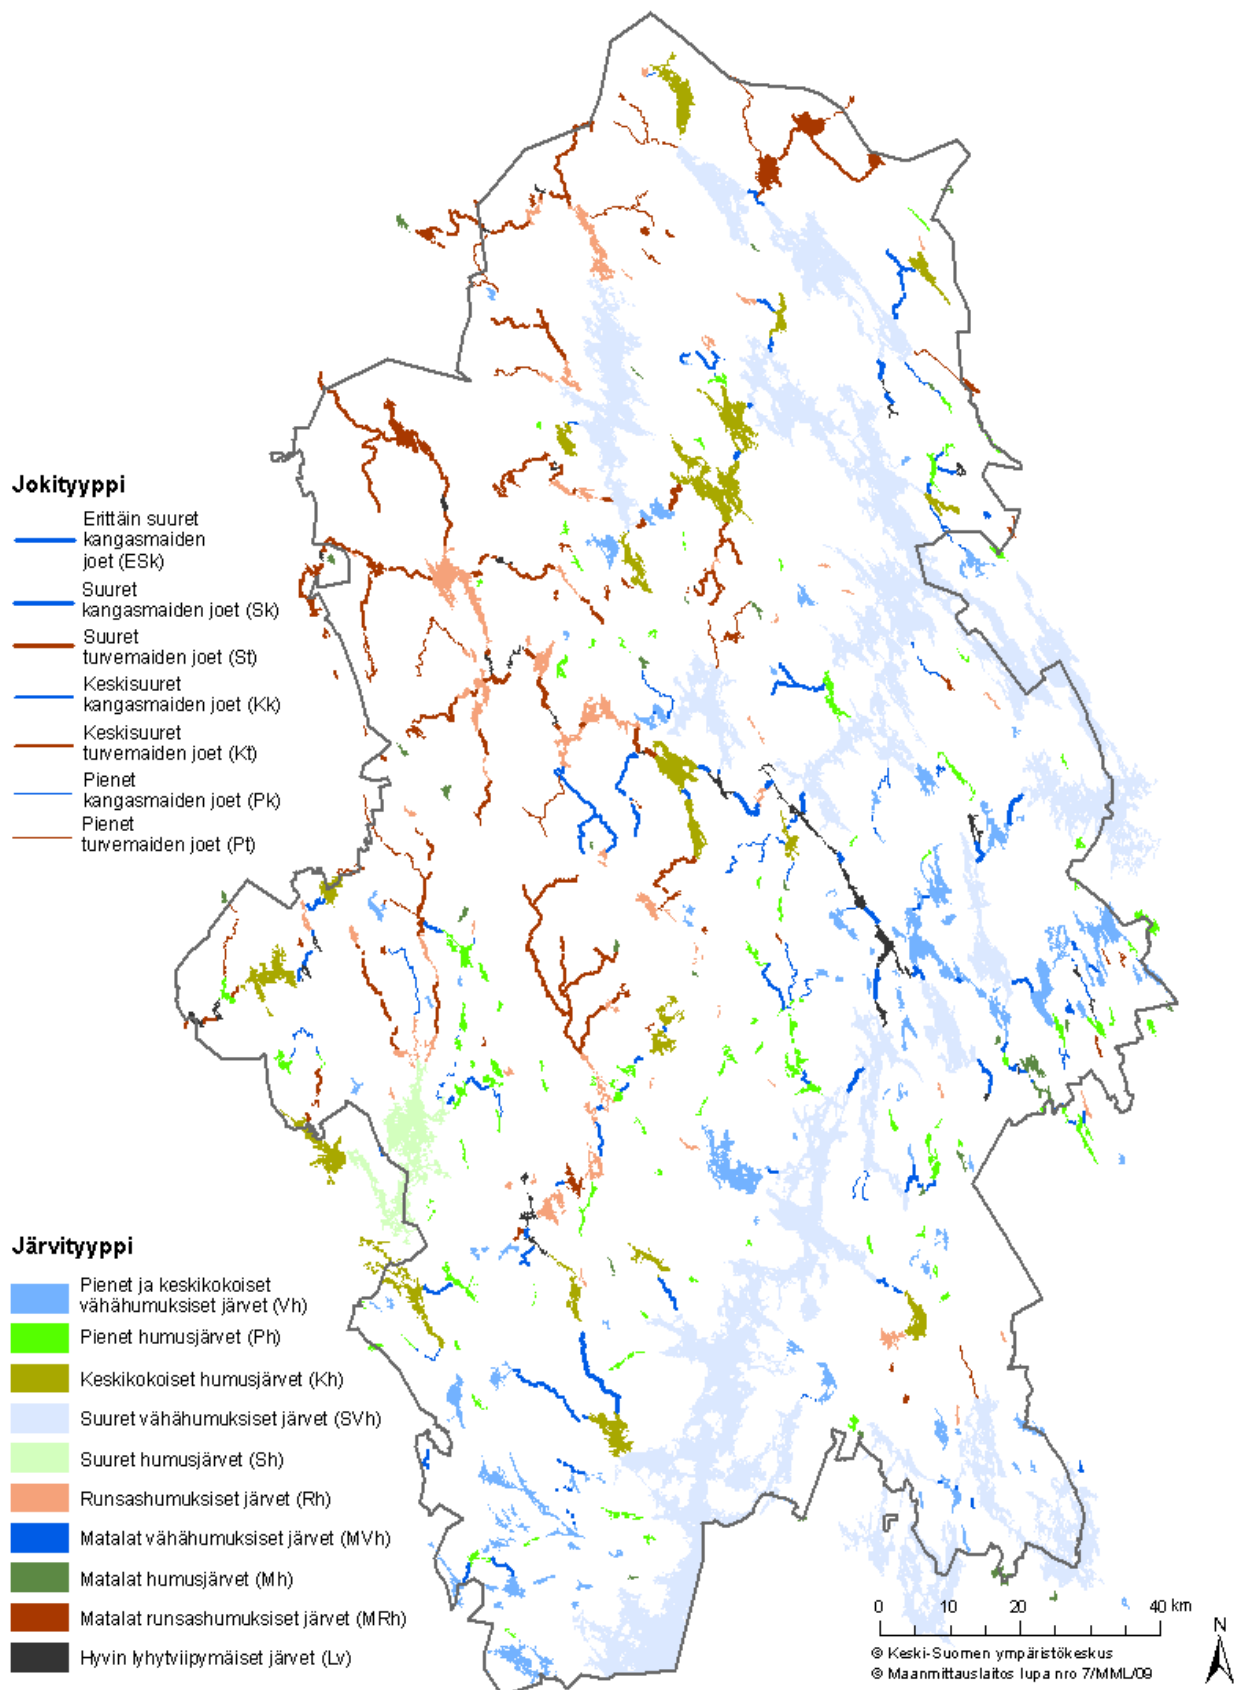 Jokityyppi
Erittäin suuret
kangasmaiden
joet (ESk)
Suuret
kangasmaiden joet (Sk)
Suuret
turvemaiden joet (St)
Keskisuuret
kangasmaiden joet (Kk)
Keskisuuret
turvemaiden joet (Kt)
Pienet
kangasmaiden joet (Pk)
Pienet
turvemaiden joet (Pt)
Järvityyppi
Pienet ja keskikokoiset
vähähumuksiset järvet (Vh)
Pienet humusjärvet (Ph)
Keskikokoiset humusjärvet (Kh)
Suuret vähähumuksiset järvet (SVh)
Suuret humusjärvet (Sh)
Runsashumuksiset järvet (Rh)
Matalat vähähumuksiset järvet (MVh)
Matalat humusjärvet (Mh)
Matalat runsashumuksiset järvet (MRh)
Hyvin lyhytviipymäiset järvet (Lv)
0 10 20 40 km
N
© Keski-Suomen ympäristökeskus
© Maanmittauslaitos lupa nro 7/MML/09